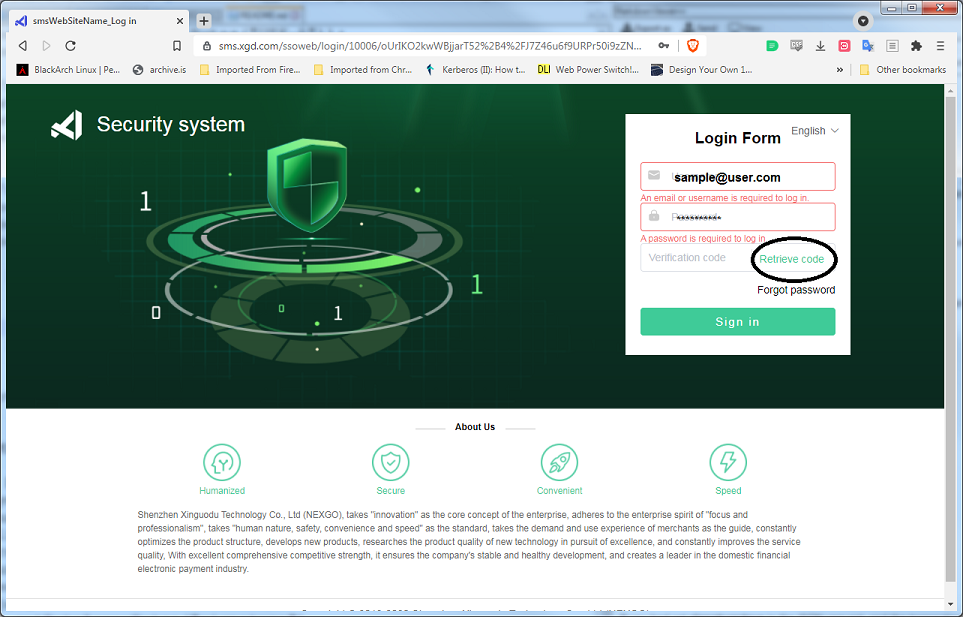 smsWebSiteName_Log in
sms.xgd.com/ssoweb/login/10006/oUrIKO2kwWBjjarT52%2B4%2FJ7Z46u6f9URPr50i9zZN...
BlackArch Linux | Pe...
archive.is
Imported From Fire...
Imported from Chr...
Kerberos (II): How t...
DLI Web Power Switch!...
Design Your Own 1...
»
Other bookmarks
Security system
English
Login Form
sample@user.com
An email or username is required to log in.
**********
A password is required to log in
Verification code
Retrieve code
Forgot password
Sign in
1
1
0
0
1
About Us
Humanized
Secure
Convenient
Speed
Shenzhen Xinguodu Technology Co., Ltd (NEXGO), takes "innovation" as the core concept of the enterprise, adheres to the enterprise spirit of "focus and
professionalism", takes "human nature, safety, convenience and speed" as the standard, takes the demand and use experience of merchants as the guide, constantly
optimizes the product structure, develops new products, researches the product quality of new technology in pursuit of excellence, and constantly improves the service
quality, With excellent comprehensive competitive strength, it ensures the company's stable and healthy development, and creates a leader in the domestic financial
electronic payment industry.